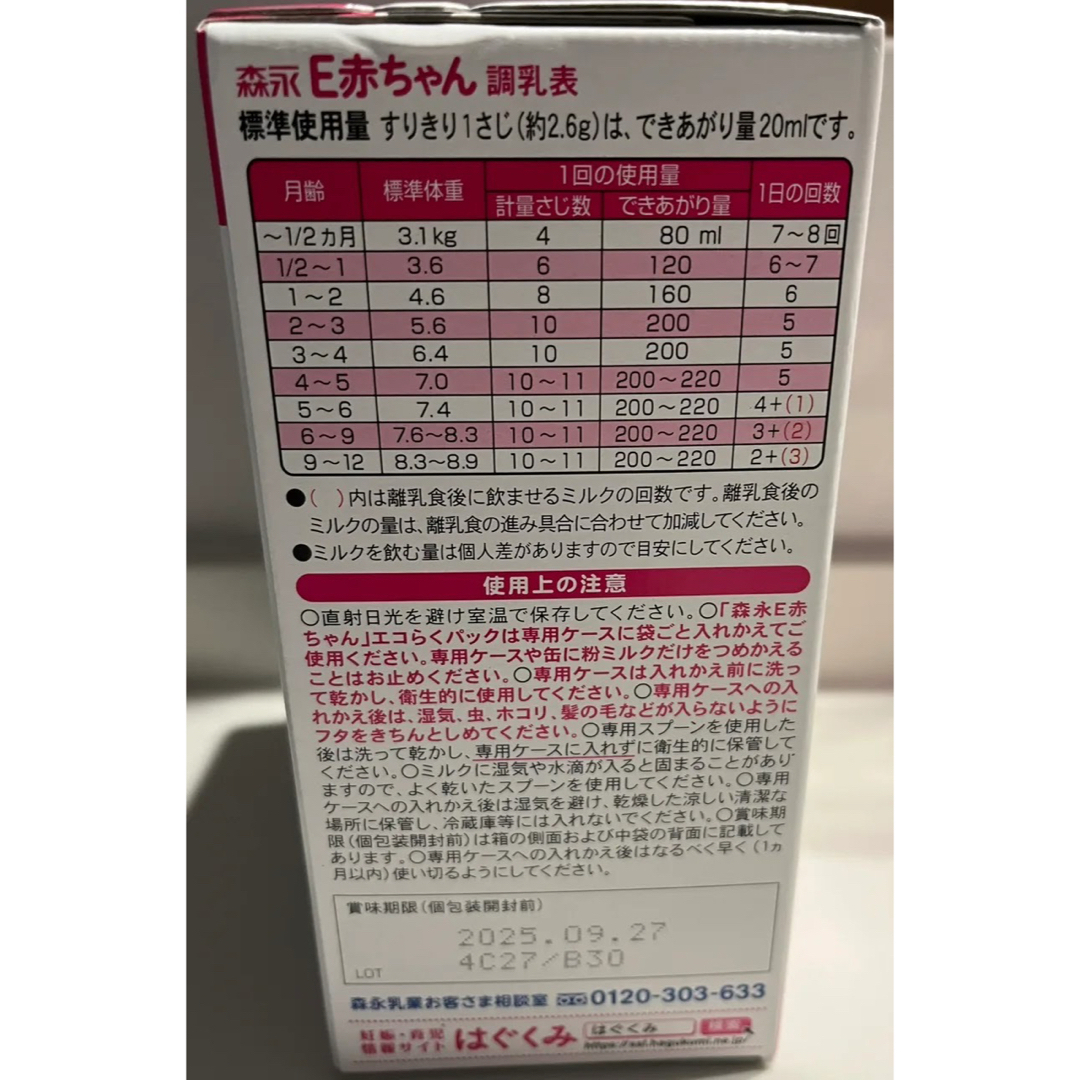 森永 E赤ちゃん 調乳表
標準使用量 すりきり1さじ(約2.6g)は、できあがり量20mlです。
月齢 標準体重 1回の使用量 1日の回数
計量さじ数 できあがり量
～1/2カ月 3.1kg 4 80 ml 7～8回
1/2～1 3.6 6 120 6～7
1～2 4.6 8 160 6
2～3 5.6 10 200 5
3～4 6.4 10 200 5
4～5 7.0 10～11 200～220 5
5～6 7.4 10～11 200～220 4+(1)
6～9 7.6～8.3 10～11 200～220 3+(2)
9～12 8.3～8.9 10～11 200～220 2+(3)
●( )内は離乳食後に飲ませるミルクの回数です。離乳食後の
ミルクの量は、離乳食の進み具合に合わせて加減してください。
●ミルクを飲む量は個人差がありますので目安にしてください。
使用上の注意
○直射日光を避け室温で保存してください。○「森永E赤
ちゃん」エコらくパックは専用ケースに袋ごと入れかえてご
使用ください。専用ケースや缶に粉ミルクだけをつめかえる
ことはお止めください。○専用ケースは入れかえ前に洗っ
て乾かし、衛生的に使用してください。○専用ケースへの入
れかえ後は、湿気、虫、ホコリ、髪の毛などが入らないように
フタをきちんとしめてください。○専用スプーンを使用した
後は洗って乾かし、専用ケースに入れずに衛生的に保管して
ください。○ミルクに湿気や水滴が入ると固まることがあり
ますので、よく乾いたスプーンを使用してください。○専用
ケースへの入れかえ後は湿気を避け、乾燥した涼しい清潔な
場所に保管し、冷蔵庫等には入れないでください。○賞味期
限(個包装開封前)は箱の側面および中袋の背面に記載して
あります。○専用ケースへの入れかえ後はなるべく早く(1ヵ
月以内)使い切るようにしてください。
賞味期限(個包装開封前)
2025.09.27
LOT 4C27/B30
森永乳業お客さま相談室 0120-303-633
妊娠・育児 情報サイト はぐくみ はぐくみ 検索